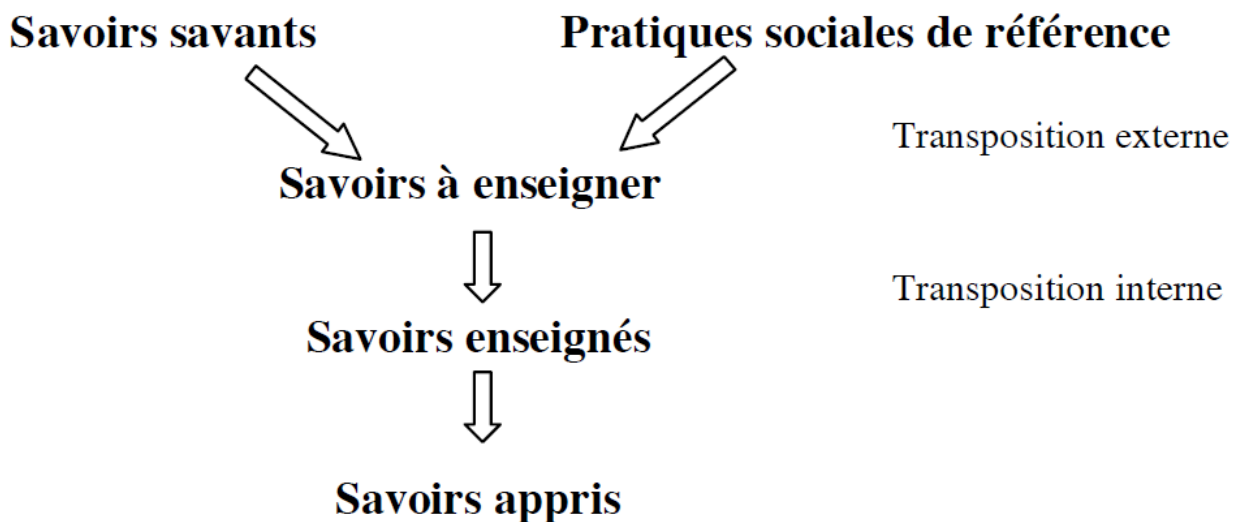 Savoirs savants
Pratiques sociales de référence
Transposition externe
Savoirs à enseigner
Transposition interne
Savoirs enseignés
Savoirs appris